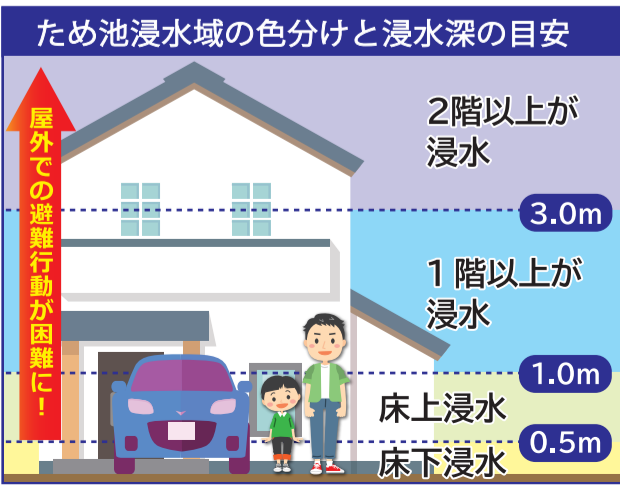 ため池浸水域の色分けと浸水深の目安
屋外での避難行動が困難に！
2階以上が
浸水
3.0m
1階以上が
浸水
1.0m
床上浸水
0.5m
床下浸水